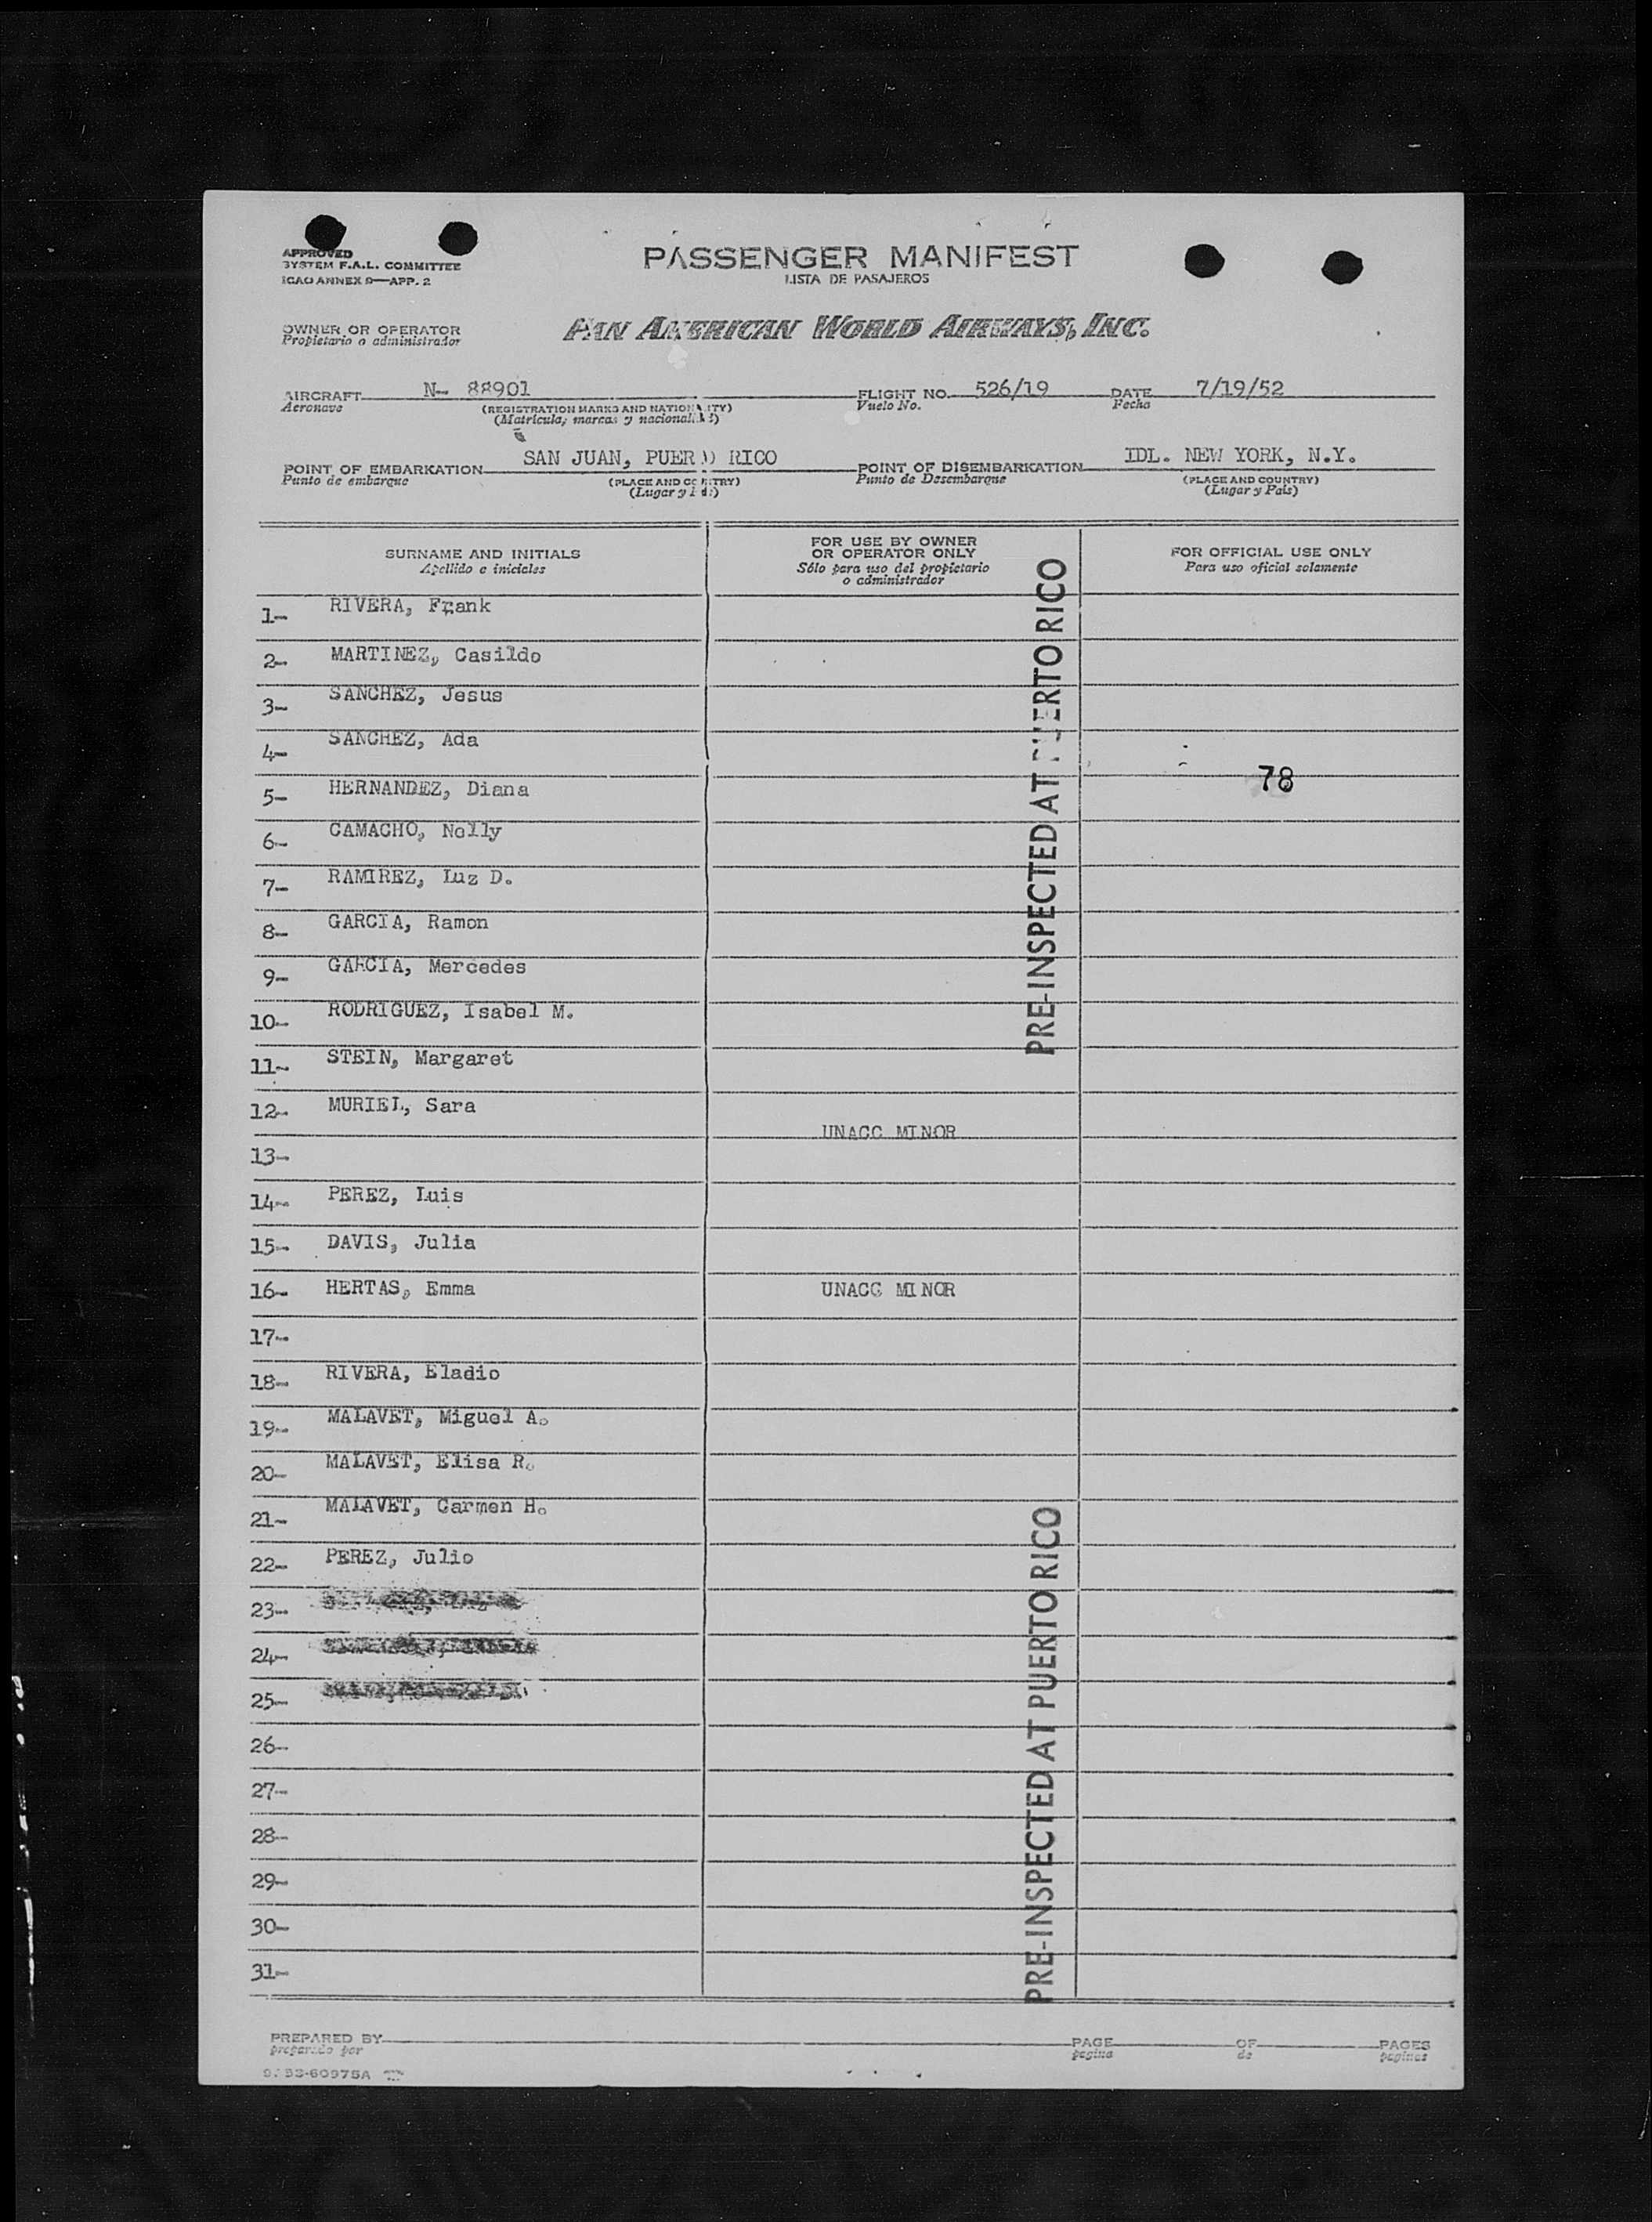 APPROVED
SYSTEM F.A.L. COMMITTEE
ICAO ANNEX 9—APP. 2
PASSENGER MANIFEST
LISTA DE PASAJEROS
OWNER OR OPERATOR
Propietario o administrador
PAN AMERICAN WORLD AIRWAYS, INC.
AIRCRAFT N- 88901 FLIGHT NO. 526/19 DATE 7/19/52
Aeronave (REGISTRATION MARKS AND NATIONALITY) Vuelo No. Fecha
(Matricula, marcas y nacionalidad)
POINT OF EMBARKATION SAN JUAN, PUERTO RICO POINT OF DISEMBARKATION IDL. NEW YORK, N.Y.
Punto de embarque (PLACE AND COUNTRY) Punto de Desembarque (PLACE AND COUNTRY)
(Lugar y País) (Lugar y País)
SURNAME AND INITIALS
Apellido e iniciales
FOR USE BY OWNER
OR OPERATOR ONLY
Sólo para uso del propietario
o administrador
FOR OFFICIAL USE ONLY
Para uso oficial solamente
1- RIVERA, Frank
2- MARTINEZ, Casildo
3- SANCHEZ, Jesus
4- SANCHEZ, Ada
78
5- HERNANDEZ, Diana
6- CAMACHO, Nelly
7- RAMIREZ, Luz D.
8- GARCIA, Ramon
9- GARCIA, Mercedes
10- RODRIGUEZ, Isabel M.
11- STEIN, Margaret
12- MURIEL, Sara
UNACC MINOR
13-
14- PEREZ, Luis
15- DAVIS, Julia
16- HERTAS, Emma UNACC MINOR
17-
18- RIVERA, Eladio
19- MALAVET, Miguel A.
20- MALAVET, Elisa R.
21- MALAVET, Carmen H.
22- PEREZ, Julio
23-
24-
25-
26-
27-
28-
29-
30-
31-
PRE-INSPECTED AT PUERTO RICO
PRE-INSPECTED AT PUERTO RICO
PREPARED BY PAGE OF PAGES
preparado por pagina de paginas